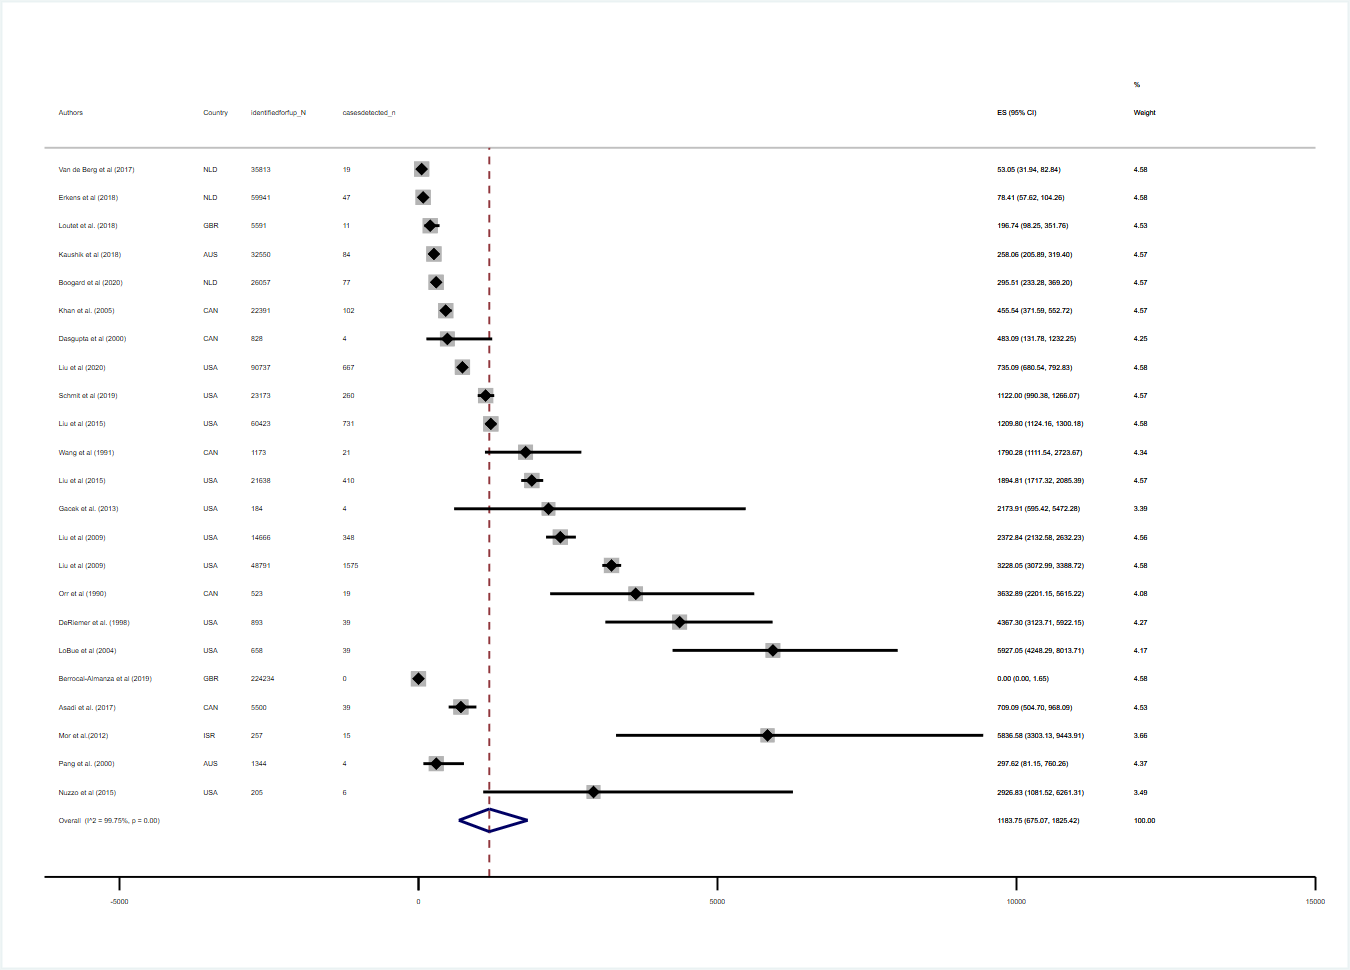 %
Authors Country identifiedforfup_N casesdetected_n ES (95% CI) Weight
Van de Berg et al (2017) NLD 35813 19 53.05 (31.94, 82.84) 4.58
Erkens et al (2018) NLD 59941 47 78.41 (57.62, 104.26) 4.58
Loutet et al. (2018) GBR 5591 11 196.74 (98.25, 351.76) 4.53
Kaushik et al (2018) AUS 32550 84 258.06 (205.89, 319.40) 4.57
Boogard et al (2020) NLD 26057 77 295.51 (233.28, 369.20) 4.57
Khan et al. (2005) CAN 22391 102 455.54 (371.59, 552.72) 4.57
Dasgupta et al (2000) CAN 828 4 483.09 (131.78, 1232.25) 4.25
Liu et al (2020) USA 90737 667 735.09 (680.54, 792.83) 4.58
Schmit et al (2019) USA 23173 260 1122.00 (990.38, 1266.07) 4.57
Liu et al (2015) USA 60423 731 1209.80 (1124.16, 1300.18) 4.58
Wang et al (1991) CAN 1173 21 1790.28 (1111.54, 2723.67) 4.34
Liu et al (2015) USA 21638 410 1894.81 (1717.32, 2085.39) 4.57
Gacek et al. (2013) USA 184 4 2173.91 (595.42, 5472.28) 3.39
Liu et al (2009) USA 14666 348 2372.84 (2132.58, 2632.23) 4.56
Liu et al (2009) USA 48791 1575 3228.05 (3072.99, 3388.72) 4.58
Orr et al (1990) CAN 523 19 3632.89 (2201.15, 5615.22) 4.08
DeRiemer et al. (1998) USA 893 39 4367.30 (3123.71, 5922.15) 4.27
LoBue et al (2004) USA 658 39 5927.05 (4248.29, 8013.71) 4.17
Berrocal-Almanza et al (2019) GBR 224234 0 0.00 (0.00, 1.65) 4.58
Asadi et al. (2017) CAN 5500 39 709.09 (504.70, 968.09) 4.53
Mor et al.(2012) ISR 257 15 5836.58 (3303.13, 9443.91) 3.66
Pang et al. (2000) AUS 1344 4 297.62 (81.15, 760.26) 4.37
Nuzzo et al (2015) USA 205 6 2926.83 (1081.52, 6261.31) 3.49
Overall (I^2 = 99.75%, p = 0.00) 1183.75 (675.07, 1825.42) 100.00
-5000 0 5000 10000 15000